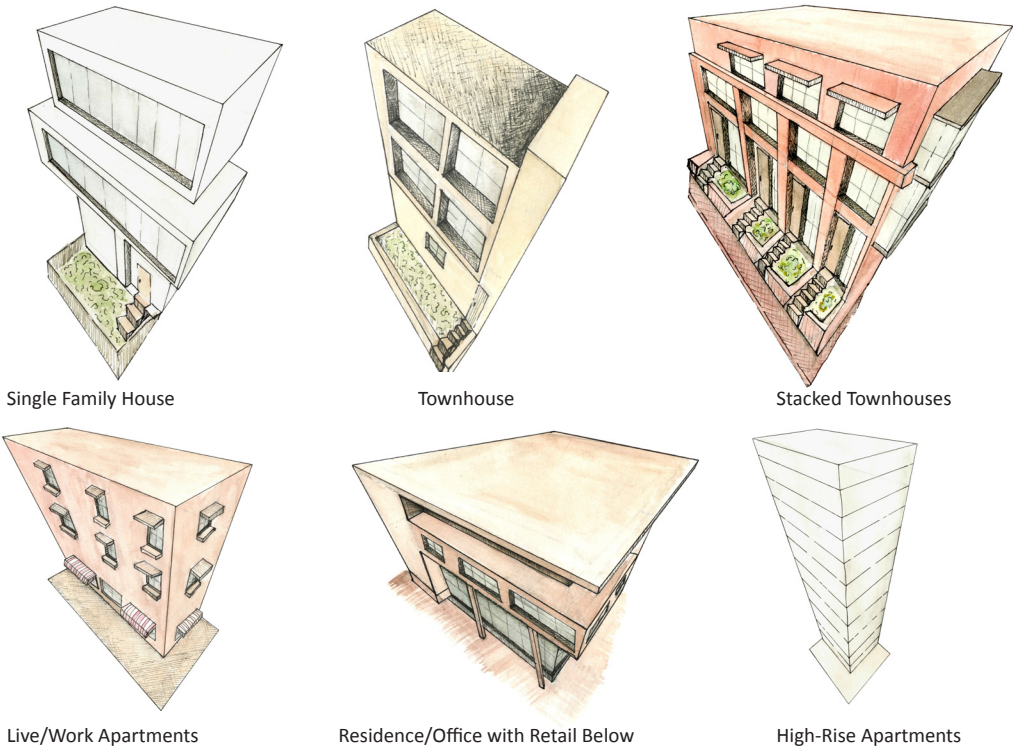 Single Family House
Townhouse
Stacked Townhouses
Live/Work Apartments
Residence/Office with Retail Below
High-Rise Apartments